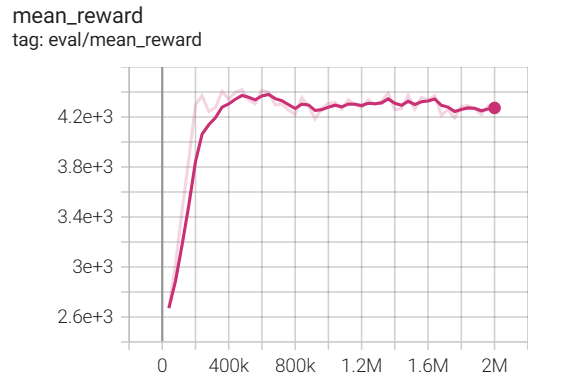 mean_reward
tag: eval/mean_reward
4.2e+3
3.8e+3
3.4e+3
3e+3
2.6e+3
0 400k 800k 1.2M 1.6M 2M